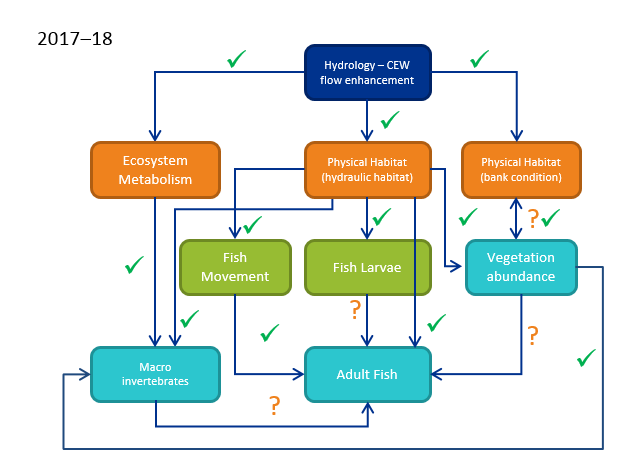 2017–18
Hydrology – CEW
flow enhancement
Ecosystem
Metabolism
Physical Habitat
(hydraulic habitat)
Physical Habitat
(bank condition)
?
Fish
Movement
Fish Larvae
Vegetation
abundance
?
?
Macro
invertebrates
Adult Fish
?